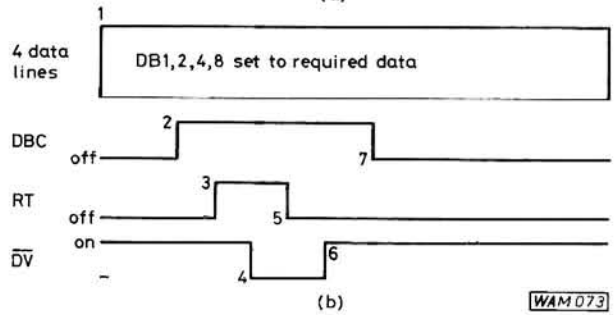 1
4 data
lines
DB1,2,4,8 set to required data
DBC
off
2
7
RT
off
3
5
on
DV
4
6
(b)
WAM 073